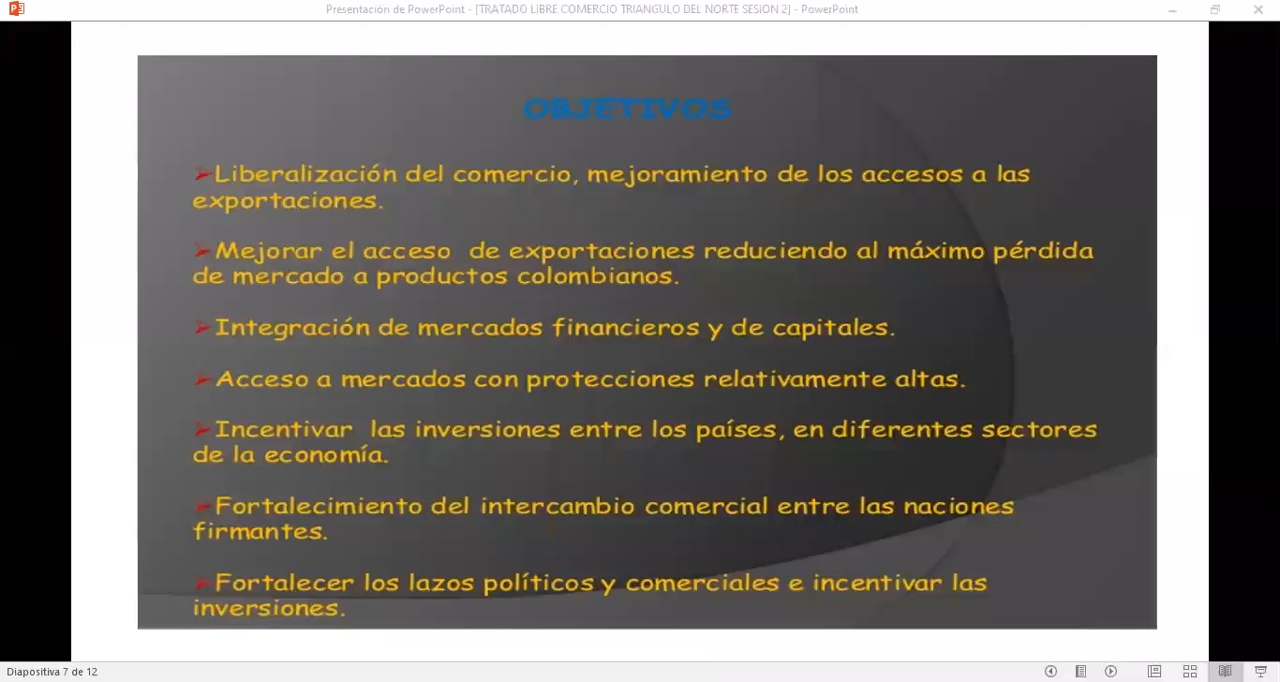 Presentación de PowerPoint - [TRATADO LIBRE COMERCIO TRIANGULO DEL NORTE SESION 2] - PowerPoint
OBJETIVOS
Liberalización del comercio, mejoramiento de los accesos a las
exportaciones.
Mejorar el acceso de exportaciones reduciendo al máximo pérdida
de mercado a productos colombianos.
Integración de mercados financieros y de capitales.
Acceso a mercados con protecciones relativamente altas.
Incentivar las inversiones entre los países, en diferentes sectores
de la economía.
Fortalecimiento del intercambio comercial entre las naciones
firmantes.
Fortalecer los lazos políticos y comerciales e incentivar las
inversiones.
Diapositiva 7 de 12